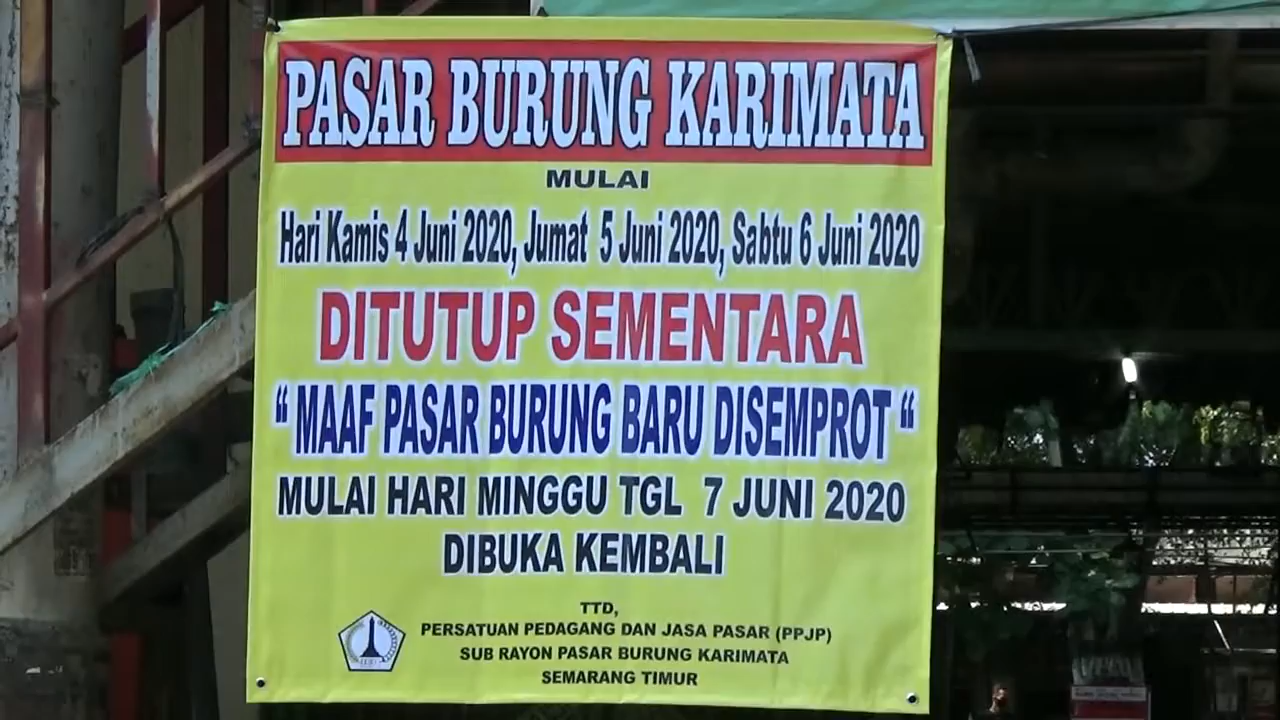 PASAR BURUNG KARIMATA
MULAI
Hari Kamis 4 Juni 2020, Jumat 5 Juni 2020, Sabtu 6 Juni 2020
DITUTUP SEMENTARA
“ MAAF PASAR BURUNG BARU DISEMPROT “
MULAI HARI MINGGU TGL 7 JUNI 2020
DIBUKA KEMBALI
TTD,
PERSATUAN PEDAGANG DAN JASA PASAR (PPJP)
SUB RAYON PASAR BURUNG KARIMATA
SEMARANG TIMUR